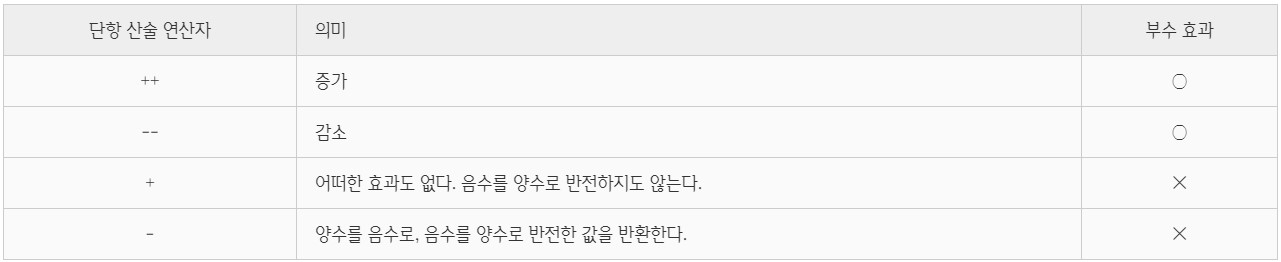 단항 산술 연산자 의미 부수 효과
++ 증가 ○
-- 감소 ○
+ 어떠한 효과도 없다. 음수를 양수로 반전하지도 않는다. ×
- 양수를 음수로, 음수를 양수로 반전한 값을 반환한다. ×